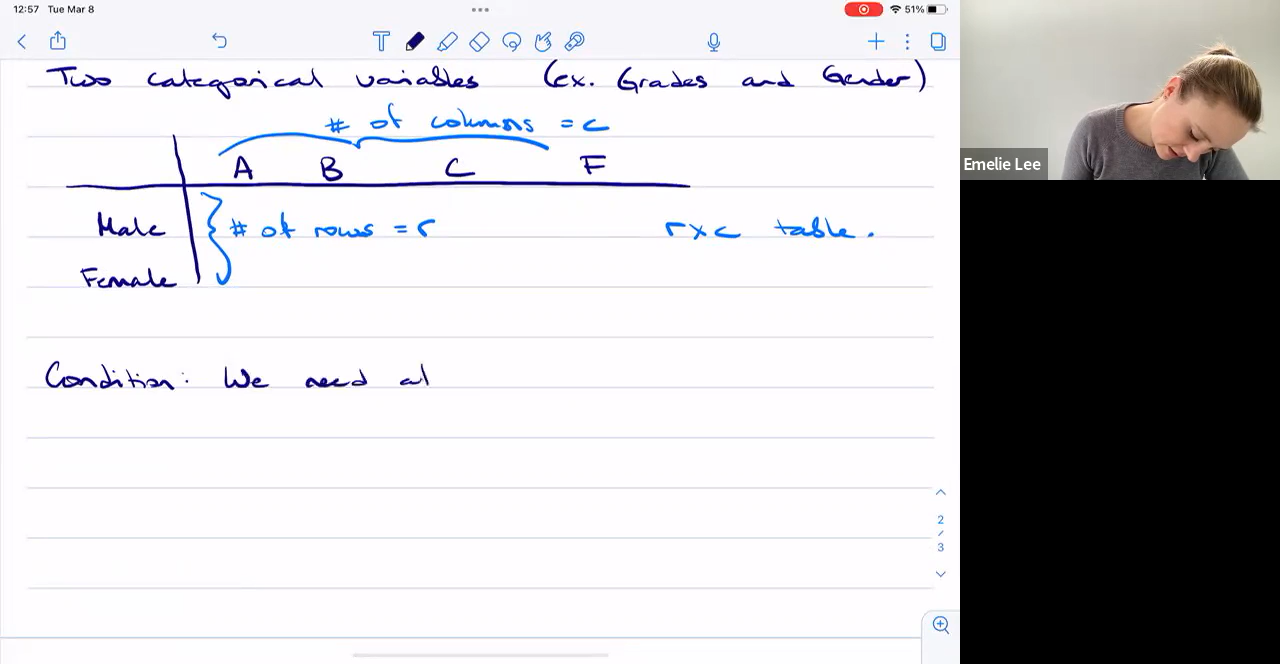 12:57 Tue Mar 8
51%
Two categorical variables (ex. Grades and Gender)
# of columns = c
A B C F
Male # of rows = r r x c table.
Female
Condition: We need al
Emelie Lee
2
/
3